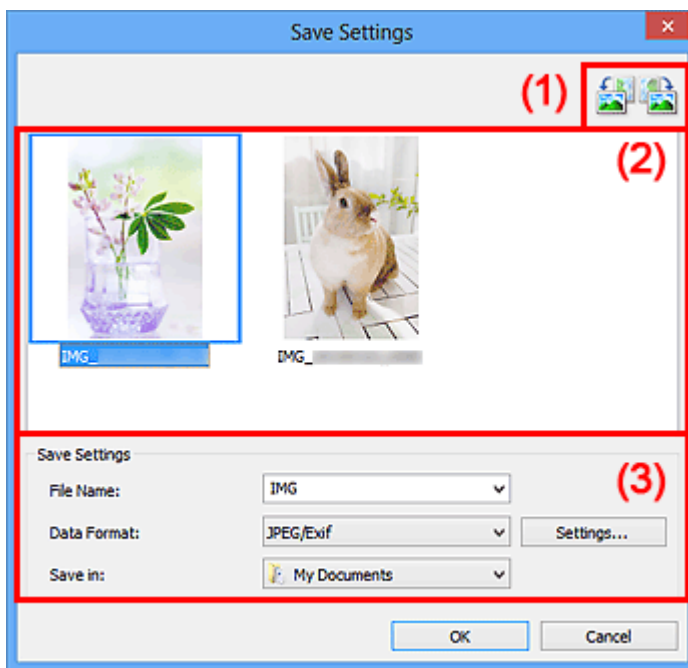 Save Settings
(1)
(2)
IMG_
IMG_
Save Settings
(3)
File Name:
IMG
Data Format:
JPEG/Exif
Settings...
Save in:
My Documents
OK
Cancel